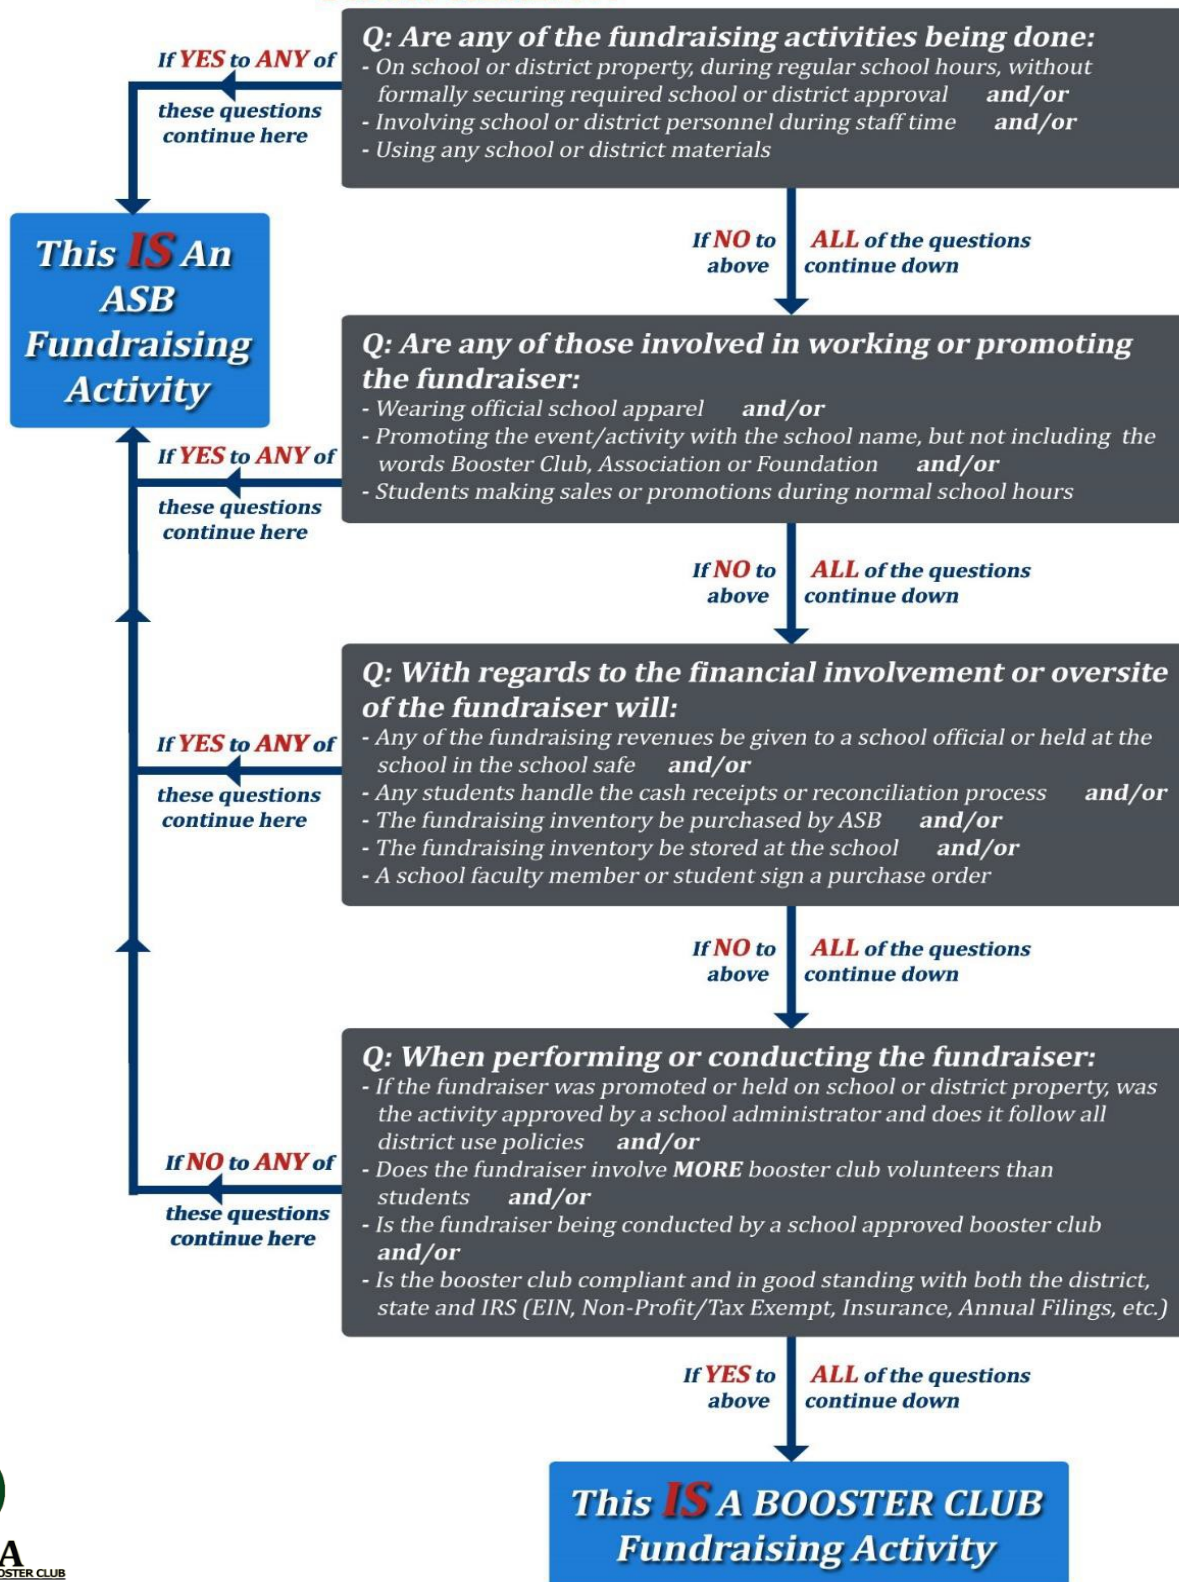 Q: Are any of the fundraising activities being done:
- On school or district property, during regular school hours, without
formally securing required school or district approval and/or
- Involving school or district personnel during staff time and/or
- Using any school or district materials
If YES to ANY of
these questions
continue here
This IS An
ASB
Fundraising
Activity
If NO to ALL of the questions
above continue down
Q: Are any of those involved in working or promoting
the fundraiser:
- Wearing official school apparel and/or
- Promoting the event/activity with the school name, but not including the
words Booster Club, Association or Foundation and/or
- Students making sales or promotions during normal school hours
If YES to ANY of
these questions
continue here
If NO to ALL of the questions
above continue down
Q: With regards to the financial involvement or oversite
of the fundraiser will:
- Any of the fundraising revenues be given to a school official or held at the
school in the school safe and/or
- Any students handle the cash receipts or reconciliation process and/or
- The fundraising inventory be purchased by ASB and/or
- The fundraising inventory be stored at the school and/or
- A school faculty member or student sign a purchase order
If YES to ANY of
these questions
continue here
If NO to ALL of the questions
above continue down
Q: When performing or conducting the fundraiser:
- If the fundraiser was promoted or held on school or district property, was
the activity approved by a school administrator and does it follow all
district use policies and/or
- Does the fundraiser involve MORE booster club volunteers than
students and/or
- Is the fundraiser being conducted by a school approved booster club
and/or
- Is the booster club compliant and in good standing with both the district,
state and IRS (EIN, Non-Profit/Tax Exempt, Insurance, Annual Filings, etc.)
If NO to ANY of
these questions
continue here
If YES to ALL of the questions
above continue down
This IS A BOOSTER CLUB
Fundraising Activity
A
CLUB